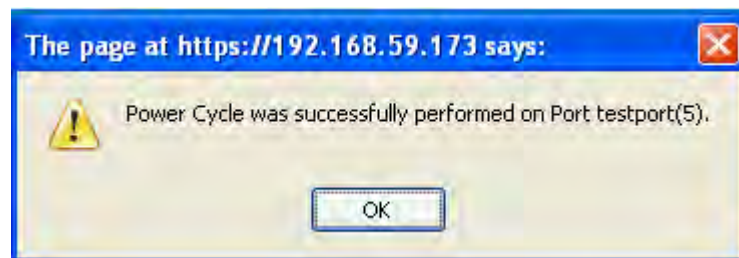 The page at https://192.168.59.173 says:
Power Cycle was successfully performed on Port testport(5).
OK